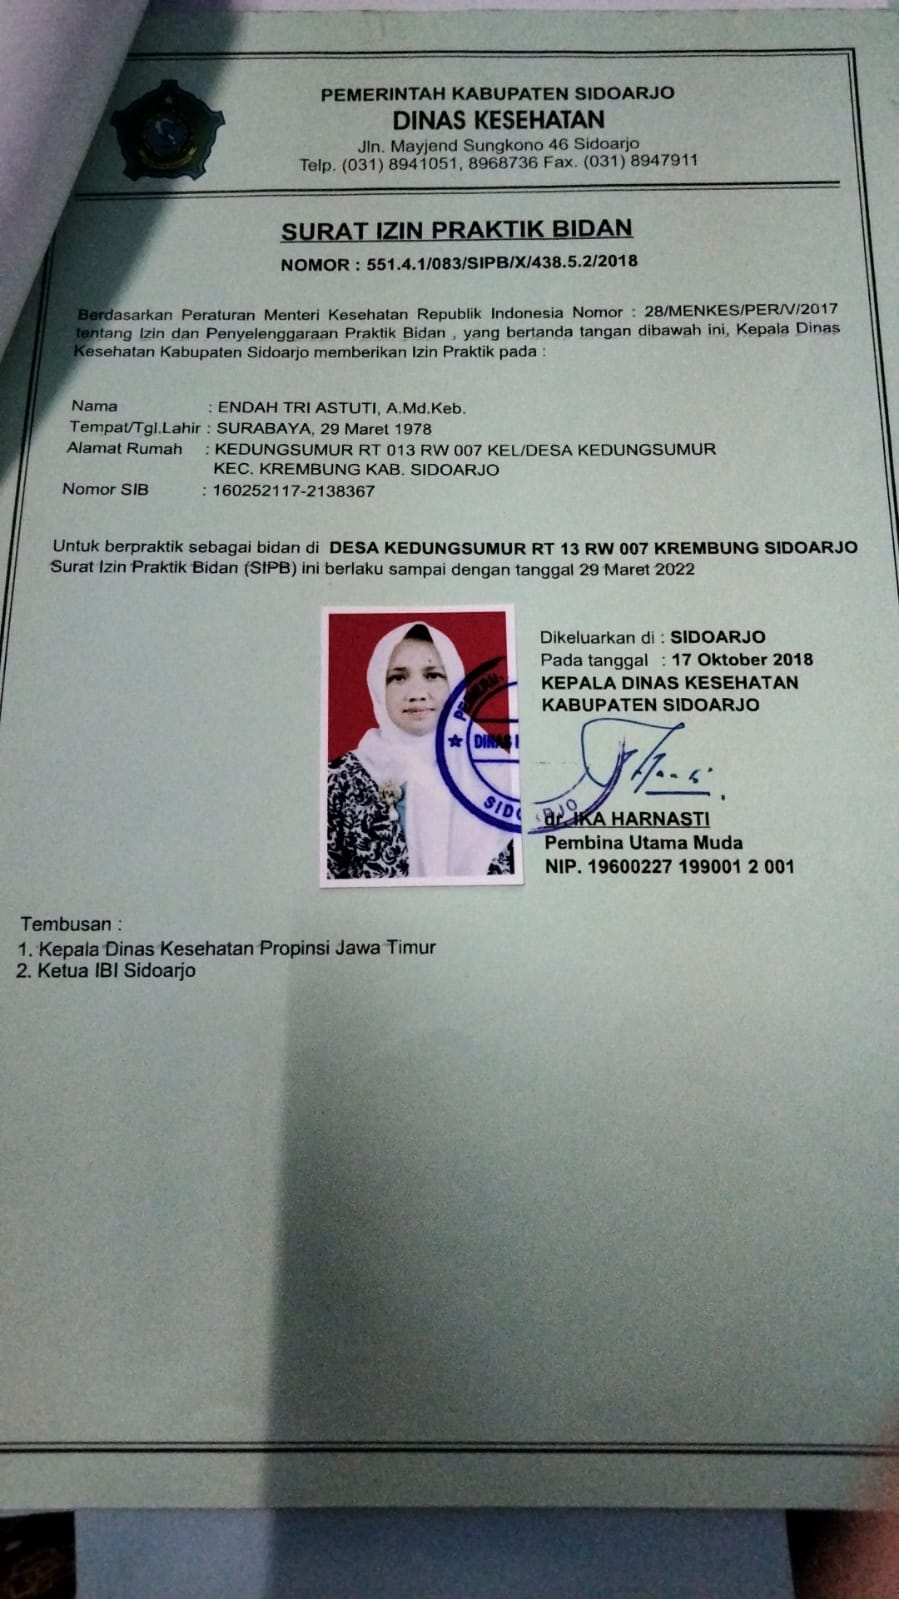 PEMERINTAH KABUPATEN SIDOARJO
DINAS KESEHATAN
Jln. Mayjend Sungkono 46 Sidoarjo
Telp. (031) 8941051, 8968736 Fax. (031) 8947911
SURAT IZIN PRAKTIK BIDAN
NOMOR : 551.4.1/083/SIPB/X/438.5.2/2018
Berdasarkan Peraturan Menteri Kesehatan Republik Indonesia Nomor : 28/MENKES/PER/V/2017
tentang Izin dan Penyelenggaraan Praktik Bidan , yang bertanda tangan dibawah ini, Kepala Dinas
Kesehatan Kabupaten Sidoarjo memberikan Izin Praktik pada :
Nama : ENDAH TRI ASTUTI, A.Md.Keb.
Tempat/Tgl.Lahir : SURABAYA, 29 Maret 1978
Alamat Rumah : KEDUNGSUMUR RT 013 RW 007 KEL/DESA KEDUNGSUMUR
KEC. KREMBUNG KAB. SIDOARJO
Nomor SIB : 160252117-2138367
Untuk berpraktik sebagai bidan di DESA KEDUNGSUMUR RT 13 RW 007 KREMBUNG SIDOARJO
Surat Izin Praktik Bidan (SIPB) ini berlaku sampai dengan tanggal 29 Maret 2022
Dikeluarkan di : SIDOARJO
Pada tanggal : 17 Oktober 2018
KEPALA DINAS KESEHATAN
KABUPATEN SIDOARJO
dr. IKA HARNASTI
Pembina Utama Muda
NIP. 19600227 199001 2 001
Tembusan :
1. Kepala Dinas Kesehatan Propinsi Jawa Timur
2. Ketua IBI Sidoarjo